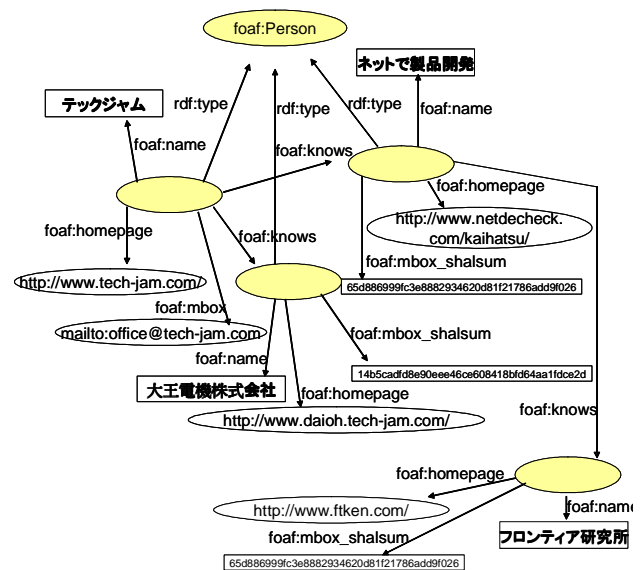 foaf:Person
ネットで製品開発
テックジャム
rdf:type
rdf:type
rdf:type
foaf:name
foaf:name
foaf:knows
foaf:homepage
http://www.netdecheck.
com/kaihatsu/
foaf:homepage
foaf:knows
foaf:mbox_shalsum
http://www.tech-jam.com/
65d886999fc3e8882934620d81f21786add9f026
foaf:mbox
mailto:office@tech-jam.com
foaf:mbox_shalsum
foaf:name
14b5cadfd8e90eee46ce608418bfd64aa1fdce2d
大王電機株式会社
foaf:homepage
http://www.daioh.tech-jam.com/
foaf:knows
foaf:homepage
http://www.ftken.com/
foaf:name
foaf:mbox_shalsum
フロンティア研究所
65d886999fc3e8882934620d81f21786add9f026